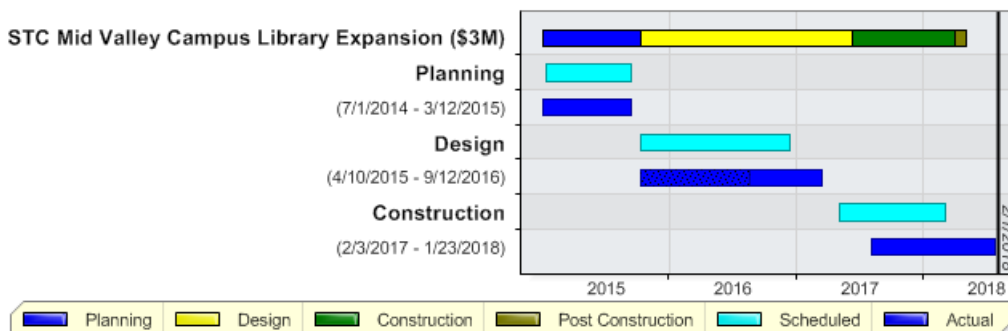 STC Mid Valley Campus Library Expansion ($3M)
Planning
(7/1/2014 - 3/12/2015)
Design
(4/10/2015 - 9/12/2016)
Construction
(2/3/2017 - 1/23/2018)
2015 2016 2017 2018
Planning Design Construction Post Construction Scheduled Actual